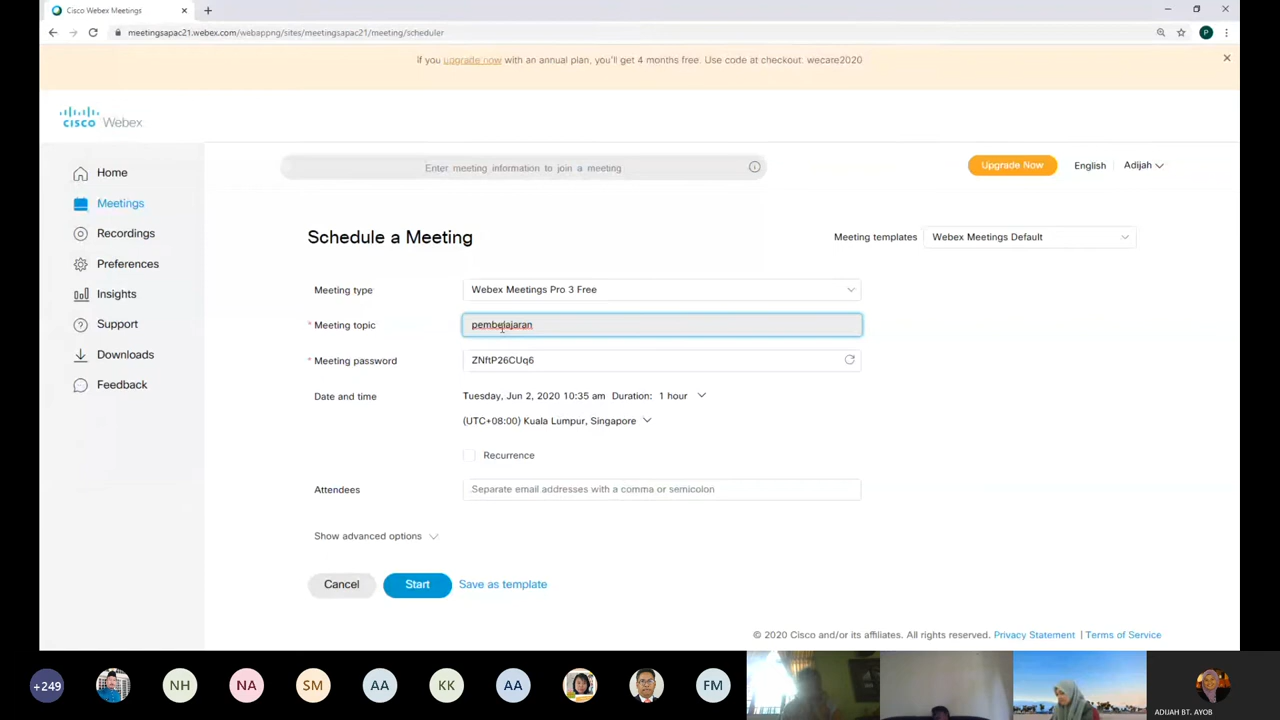 Cisco Webex Meetings
meetingsapac21.webex.com/webappng/sites/meetingsapac21/meeting/scheduler
P
If you upgrade now with an annual plan, you'll get 4 months free. Use code at checkout: wecare2020
CISCO Webex
Enter meeting information to join a meeting
Upgrade Now
English
Adijah
Home
Meetings
Recordings
Preferences
Insights
Support
Downloads
Feedback
Schedule a Meeting
Meeting templates Webex Meetings Default
Meeting type Webex Meetings Pro 3 Free
* Meeting topic pembelajaran
* Meeting password ZNftP26CUq6
Date and time Tuesday, Jun 2, 2020 10:35 am Duration: 1 hour
(UTC+08:00) Kuala Lumpur, Singapore
Recurrence
Attendees Separate email addresses with a comma or semicolon
Show advanced options
Cancel Start Save as template
© 2020 Cisco and/or its affiliates. All rights reserved. Privacy Statement | Terms of Service
+249 NH NA SM AA KK AA FM
ADIJAH BT. AYOB